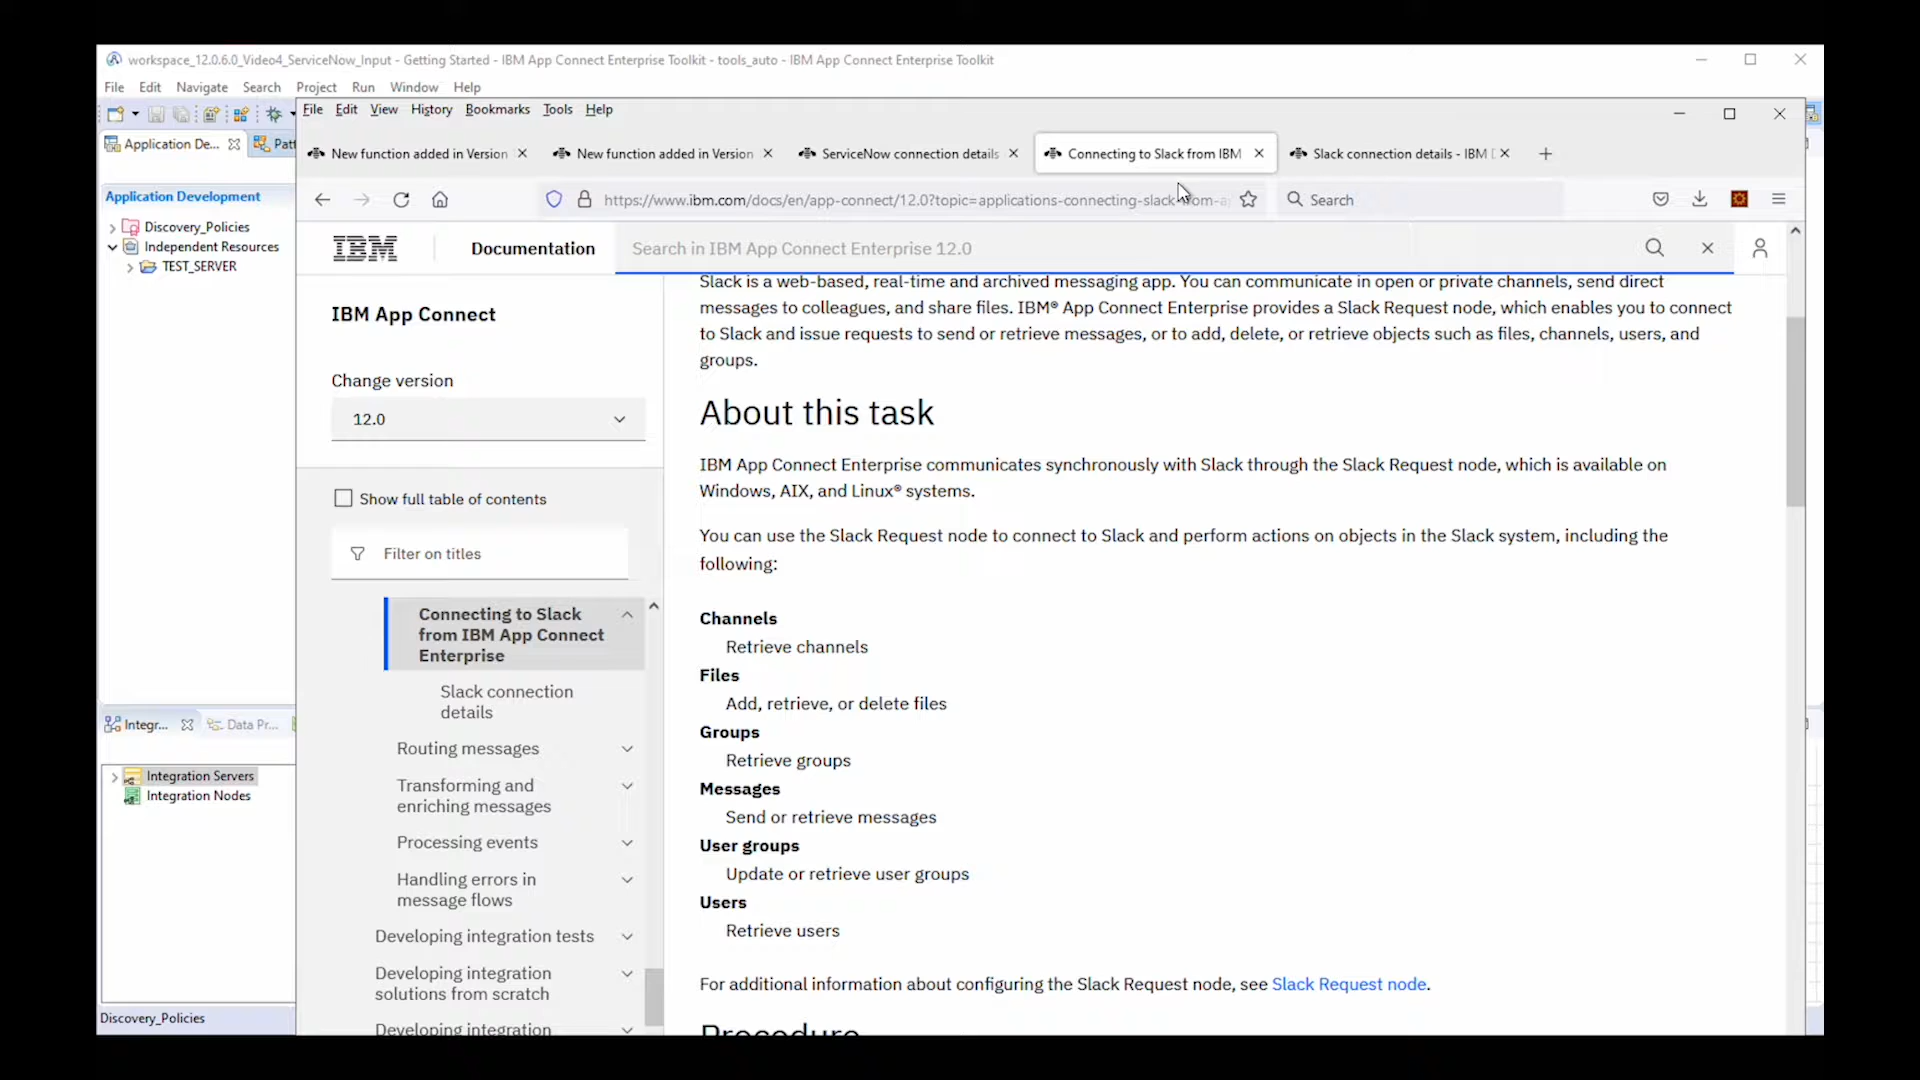 workspace_12.0.6.0_Video4_ServiceNow_Input - Getting Started - IBM App Connect Enterprise Toolkit - tools_auto - IBM App Connect Enterprise Toolkit
File Edit Navigate Search Project Run Window Help
File Edit View History Bookmarks Tools Help
Application De...
New function added in Version
New function added in Version
ServiceNow connection details
Connecting to Slack from IBM
Slack connection details - IBM
Application Development
Discovery_Policies
Independent Resources
TEST_SERVER
https://www.ibm.com/docs/en/app-connect/12.0?topic=applications-connecting-slack-from-a
Search
IBM
Documentation
Search in IBM App Connect Enterprise 12.0
IBM App Connect
Change version
12.0
Show full table of contents
Filter on titles
Connecting to Slack
from IBM App Connect
Enterprise
Slack connection
details
Routing messages
Transforming and
enriching messages
Processing events
Handling errors in
message flows
Developing integration tests
Developing integration
solutions from scratch
Developing integration
Slack is a web-based, real-time and archived messaging app. You can communicate in open or private channels, send direct
messages to colleagues, and share files. IBM® App Connect Enterprise provides a Slack Request node, which enables you to connect
to Slack and issue requests to send or retrieve messages, or to add, delete, or retrieve objects such as files, channels, users, and
groups.
About this task
IBM App Connect Enterprise communicates synchronously with Slack through the Slack Request node, which is available on
Windows, AIX, and Linux® systems.
You can use the Slack Request node to connect to Slack and perform actions on objects in the Slack system, including the
following:
Channels
Retrieve channels
Files
Add, retrieve, or delete files
Groups
Retrieve groups
Messages
Send or retrieve messages
User groups
Update or retrieve user groups
Users
Retrieve users
For additional information about configuring the Slack Request node, see Slack Request node.
Procedure
Integr...
Data Pr...
Integration Servers
Integration Nodes
Discovery_Policies